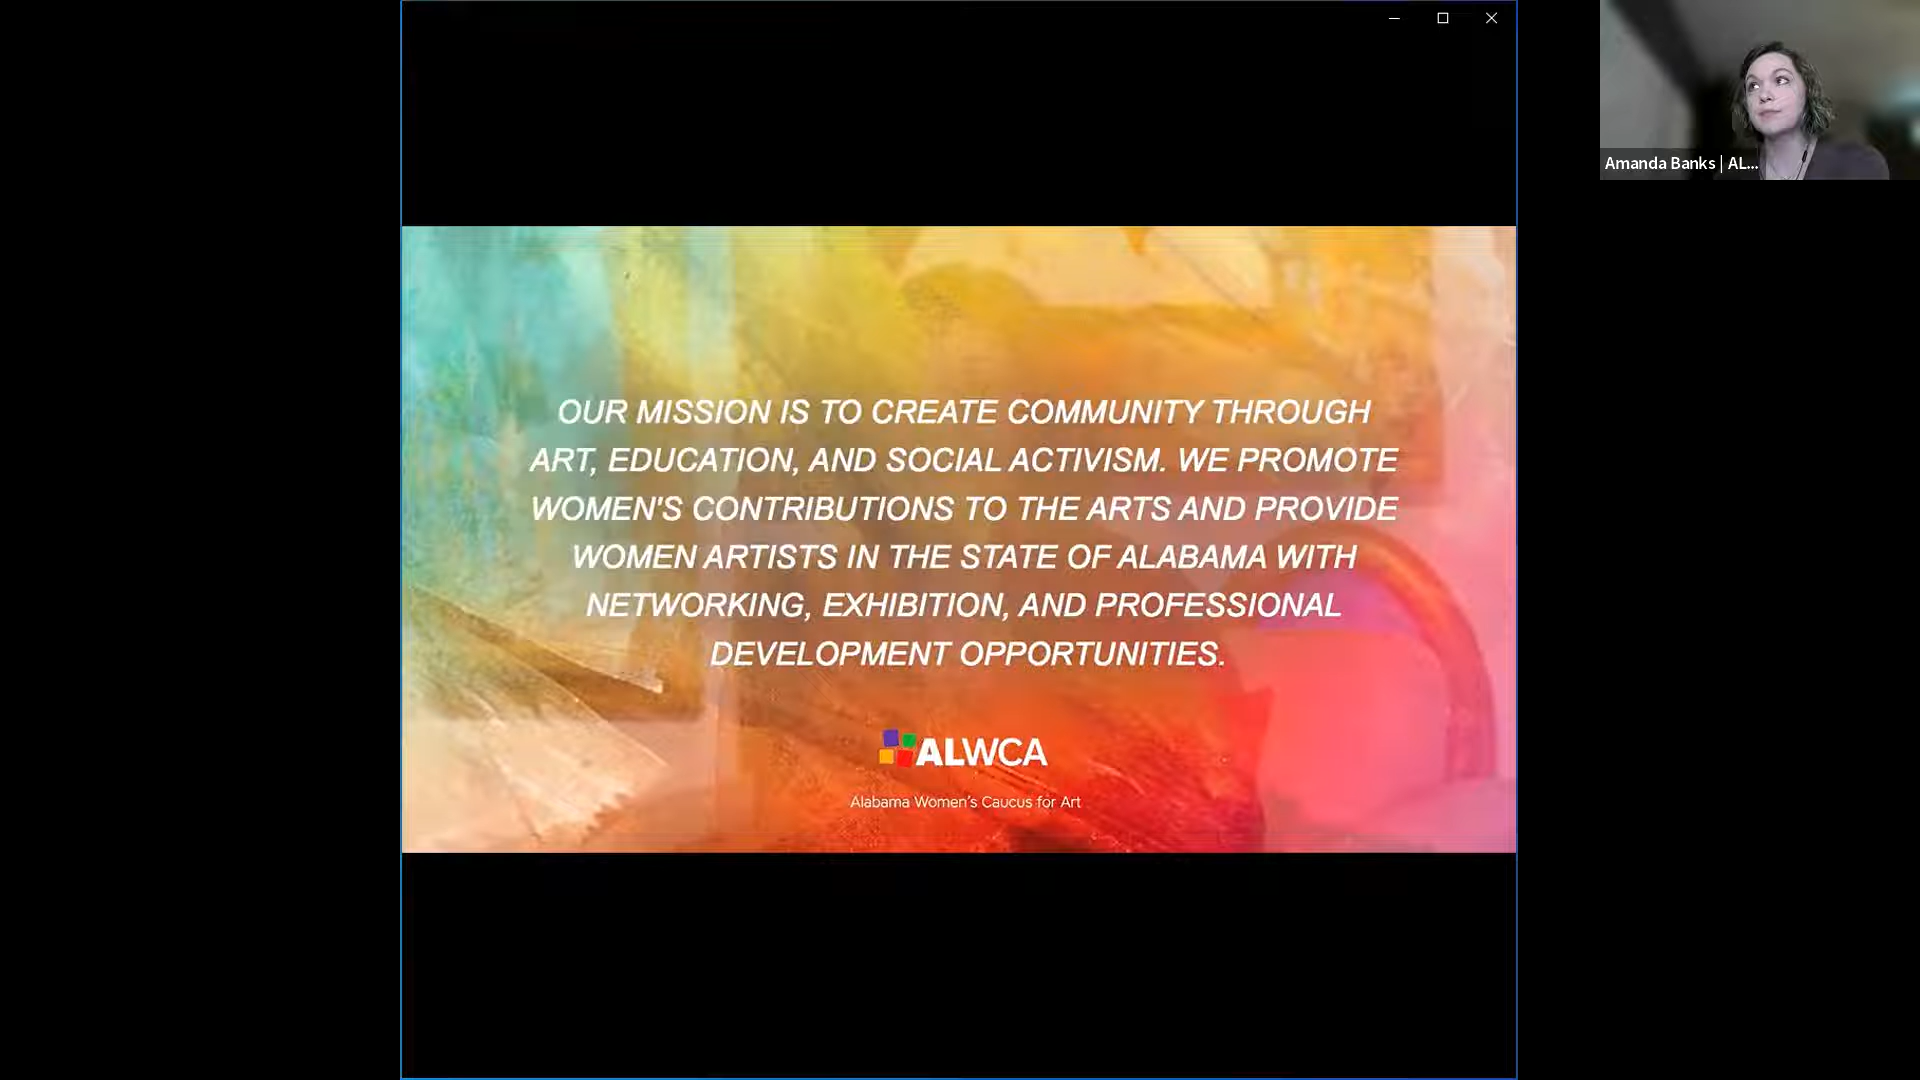 Amanda Banks | AL...
OUR MISSION IS TO CREATE COMMUNITY THROUGH
ART, EDUCATION, AND SOCIAL ACTIVISM. WE PROMOTE
WOMEN'S CONTRIBUTIONS TO THE ARTS AND PROVIDE
WOMEN ARTISTS IN THE STATE OF ALABAMA WITH
NETWORKING, EXHIBITION, AND PROFESSIONAL
DEVELOPMENT OPPORTUNITIES.
ALWCA
Alabama Women's Caucus for Art